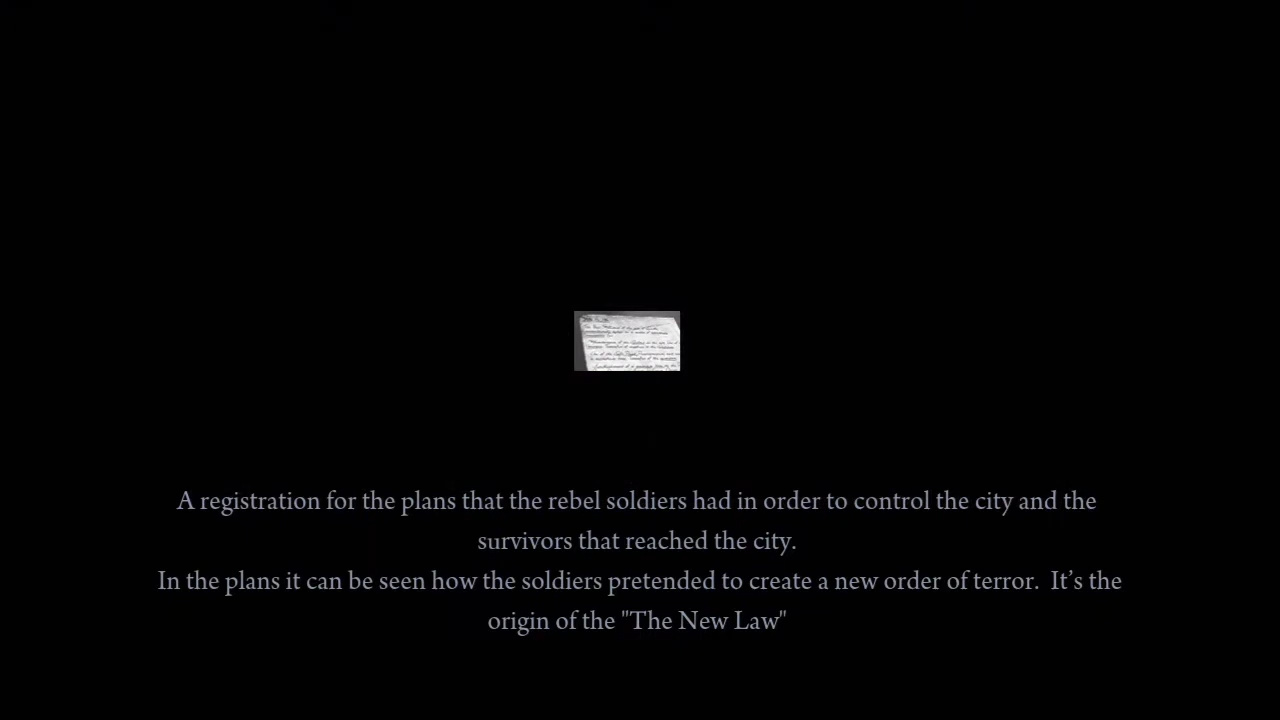 A registration for the plans that the rebel soldiers had in order to control the city and the
survivors that reached the city.
In the plans it can be seen how the soldiers pretended to create a new order of terror.  It’s the
origin of the "The New Law"